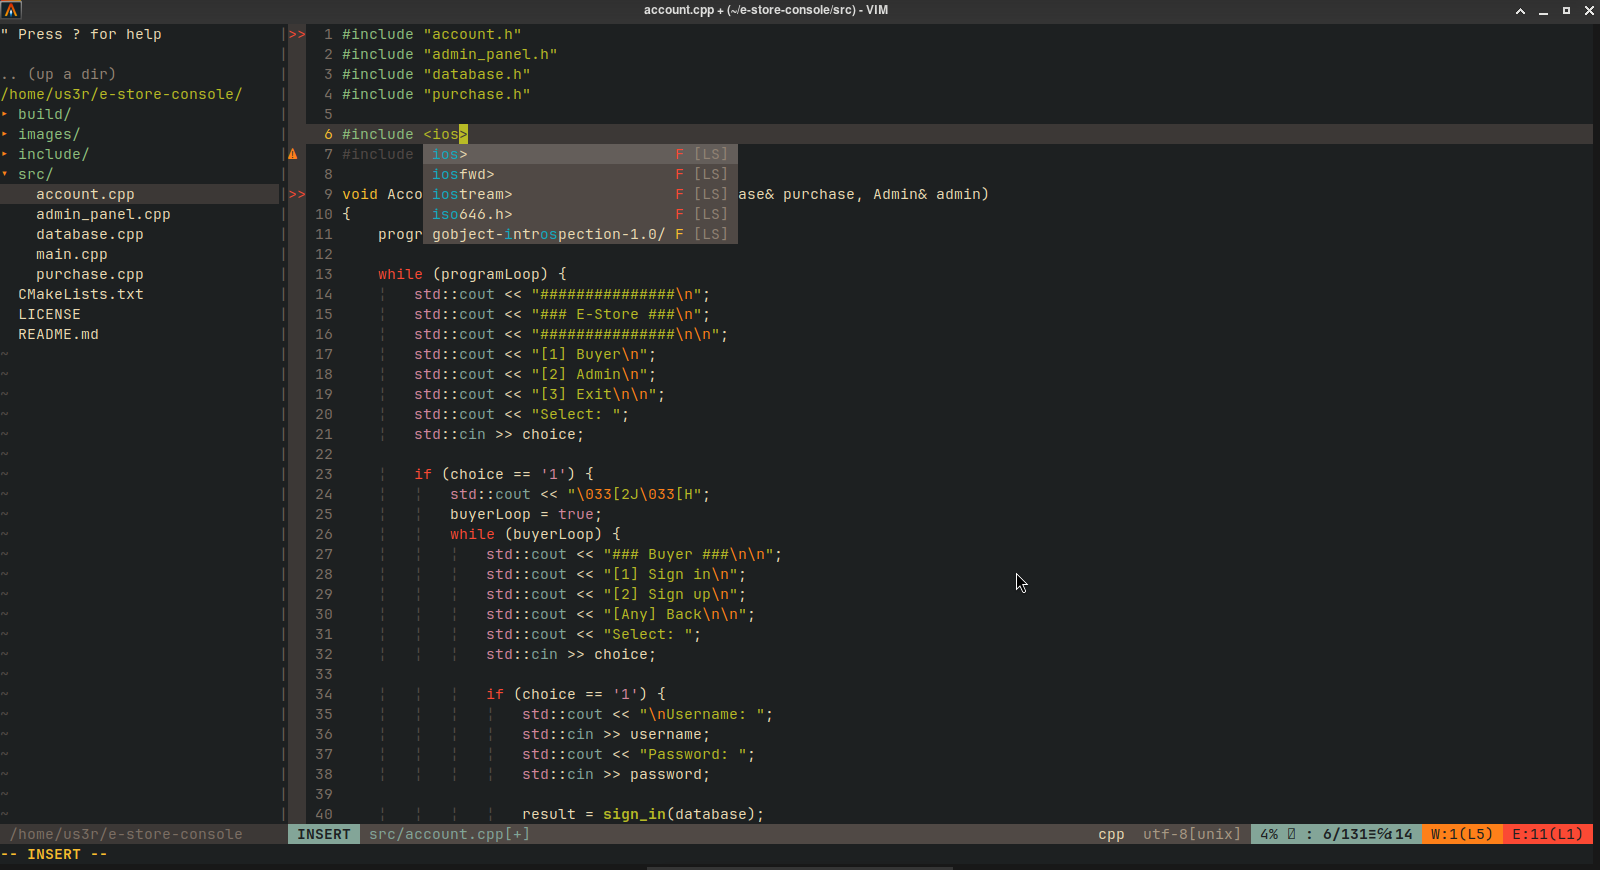 account.cpp + (~/e-store-console/src) - VIM
" Press ? for help
.. (up a dir)
/home/us3r/e-store-console/
▸ build/
▸ images/
▸ include/
▾ src/
account.cpp
admin_panel.cpp
database.cpp
main.cpp
purchase.cpp
CMakeLists.txt
LICENSE
README.md
>> 1 #include "account.h"
2 #include "admin_panel.h"
3 #include "database.h"
4 #include "purchase.h"
5
6 #include <ios>
7 #include
ios> F [LS]
iosfwd> F [LS]
iostream> F [LS]
iso646.h> F [LS]
gobject-introspection-1.0/ F [LS]
8
>> 9 void Acco ase& purchase, Admin& admin)
10 {
11 progr
12
13 while (programLoop) {
14 std::cout << "###############\n";
15 std::cout << "### E-Store ###\n";
16 std::cout << "###############\n\n";
17 std::cout << "[1] Buyer\n";
18 std::cout << "[2] Admin\n";
19 std::cout << "[3] Exit\n\n";
20 std::cout << "Select: ";
21 std::cin >> choice;
22
23 if (choice == '1') {
24 std::cout << "\033[2J\033[H";
25 buyerLoop = true;
26 while (buyerLoop) {
27 std::cout << "### Buyer ###\n\n";
28 std::cout << "[1] Sign in\n";
29 std::cout << "[2] Sign up\n";
30 std::cout << "[Any] Back\n\n";
31 std::cout << "Select: ";
32 std::cin >> choice;
33
34 if (choice == '1') {
35 std::cout << "\nUsername: ";
36 std::cin >> username;
37 std::cout << "Password: ";
38 std::cin >> password;
39
40 result = sign_in(database);
/home/us3r/e-store-console
INSERT src/account.cpp[+] cpp utf-8[unix] 4% : 6/131≡℅:14 W:1(L5) E:11(L1)
-- INSERT --